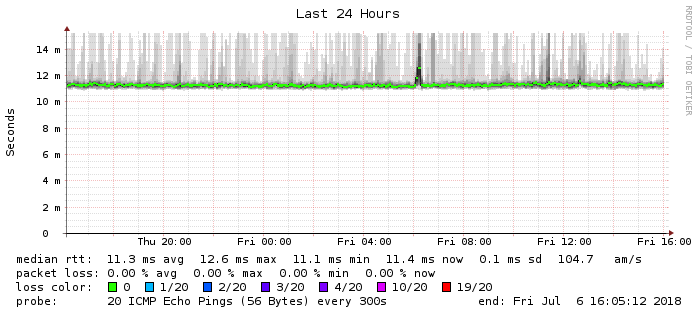 Last 24 Hours
RRDTOOL / TOBI OETIKER
Seconds
14 m
12 m
10 m
8 m
6 m
4 m
2 m
0
Thu 20:00 Fri 00:00 Fri 04:00 Fri 08:00 Fri 12:00 Fri 16:00
median rtt: 11.3 ms avg 12.6 ms max 11.1 ms min 11.4 ms now 0.1 ms sd 104.7 am/s
packet loss: 0.00 % avg 0.00 % max 0.00 % min 0.00 % now
loss color: 0 1/20 2/20 3/20 4/20 10/20 19/20
probe: 20 ICMP Echo Pings (56 Bytes) every 300s end: Fri Jul 6 16:05:12 2018